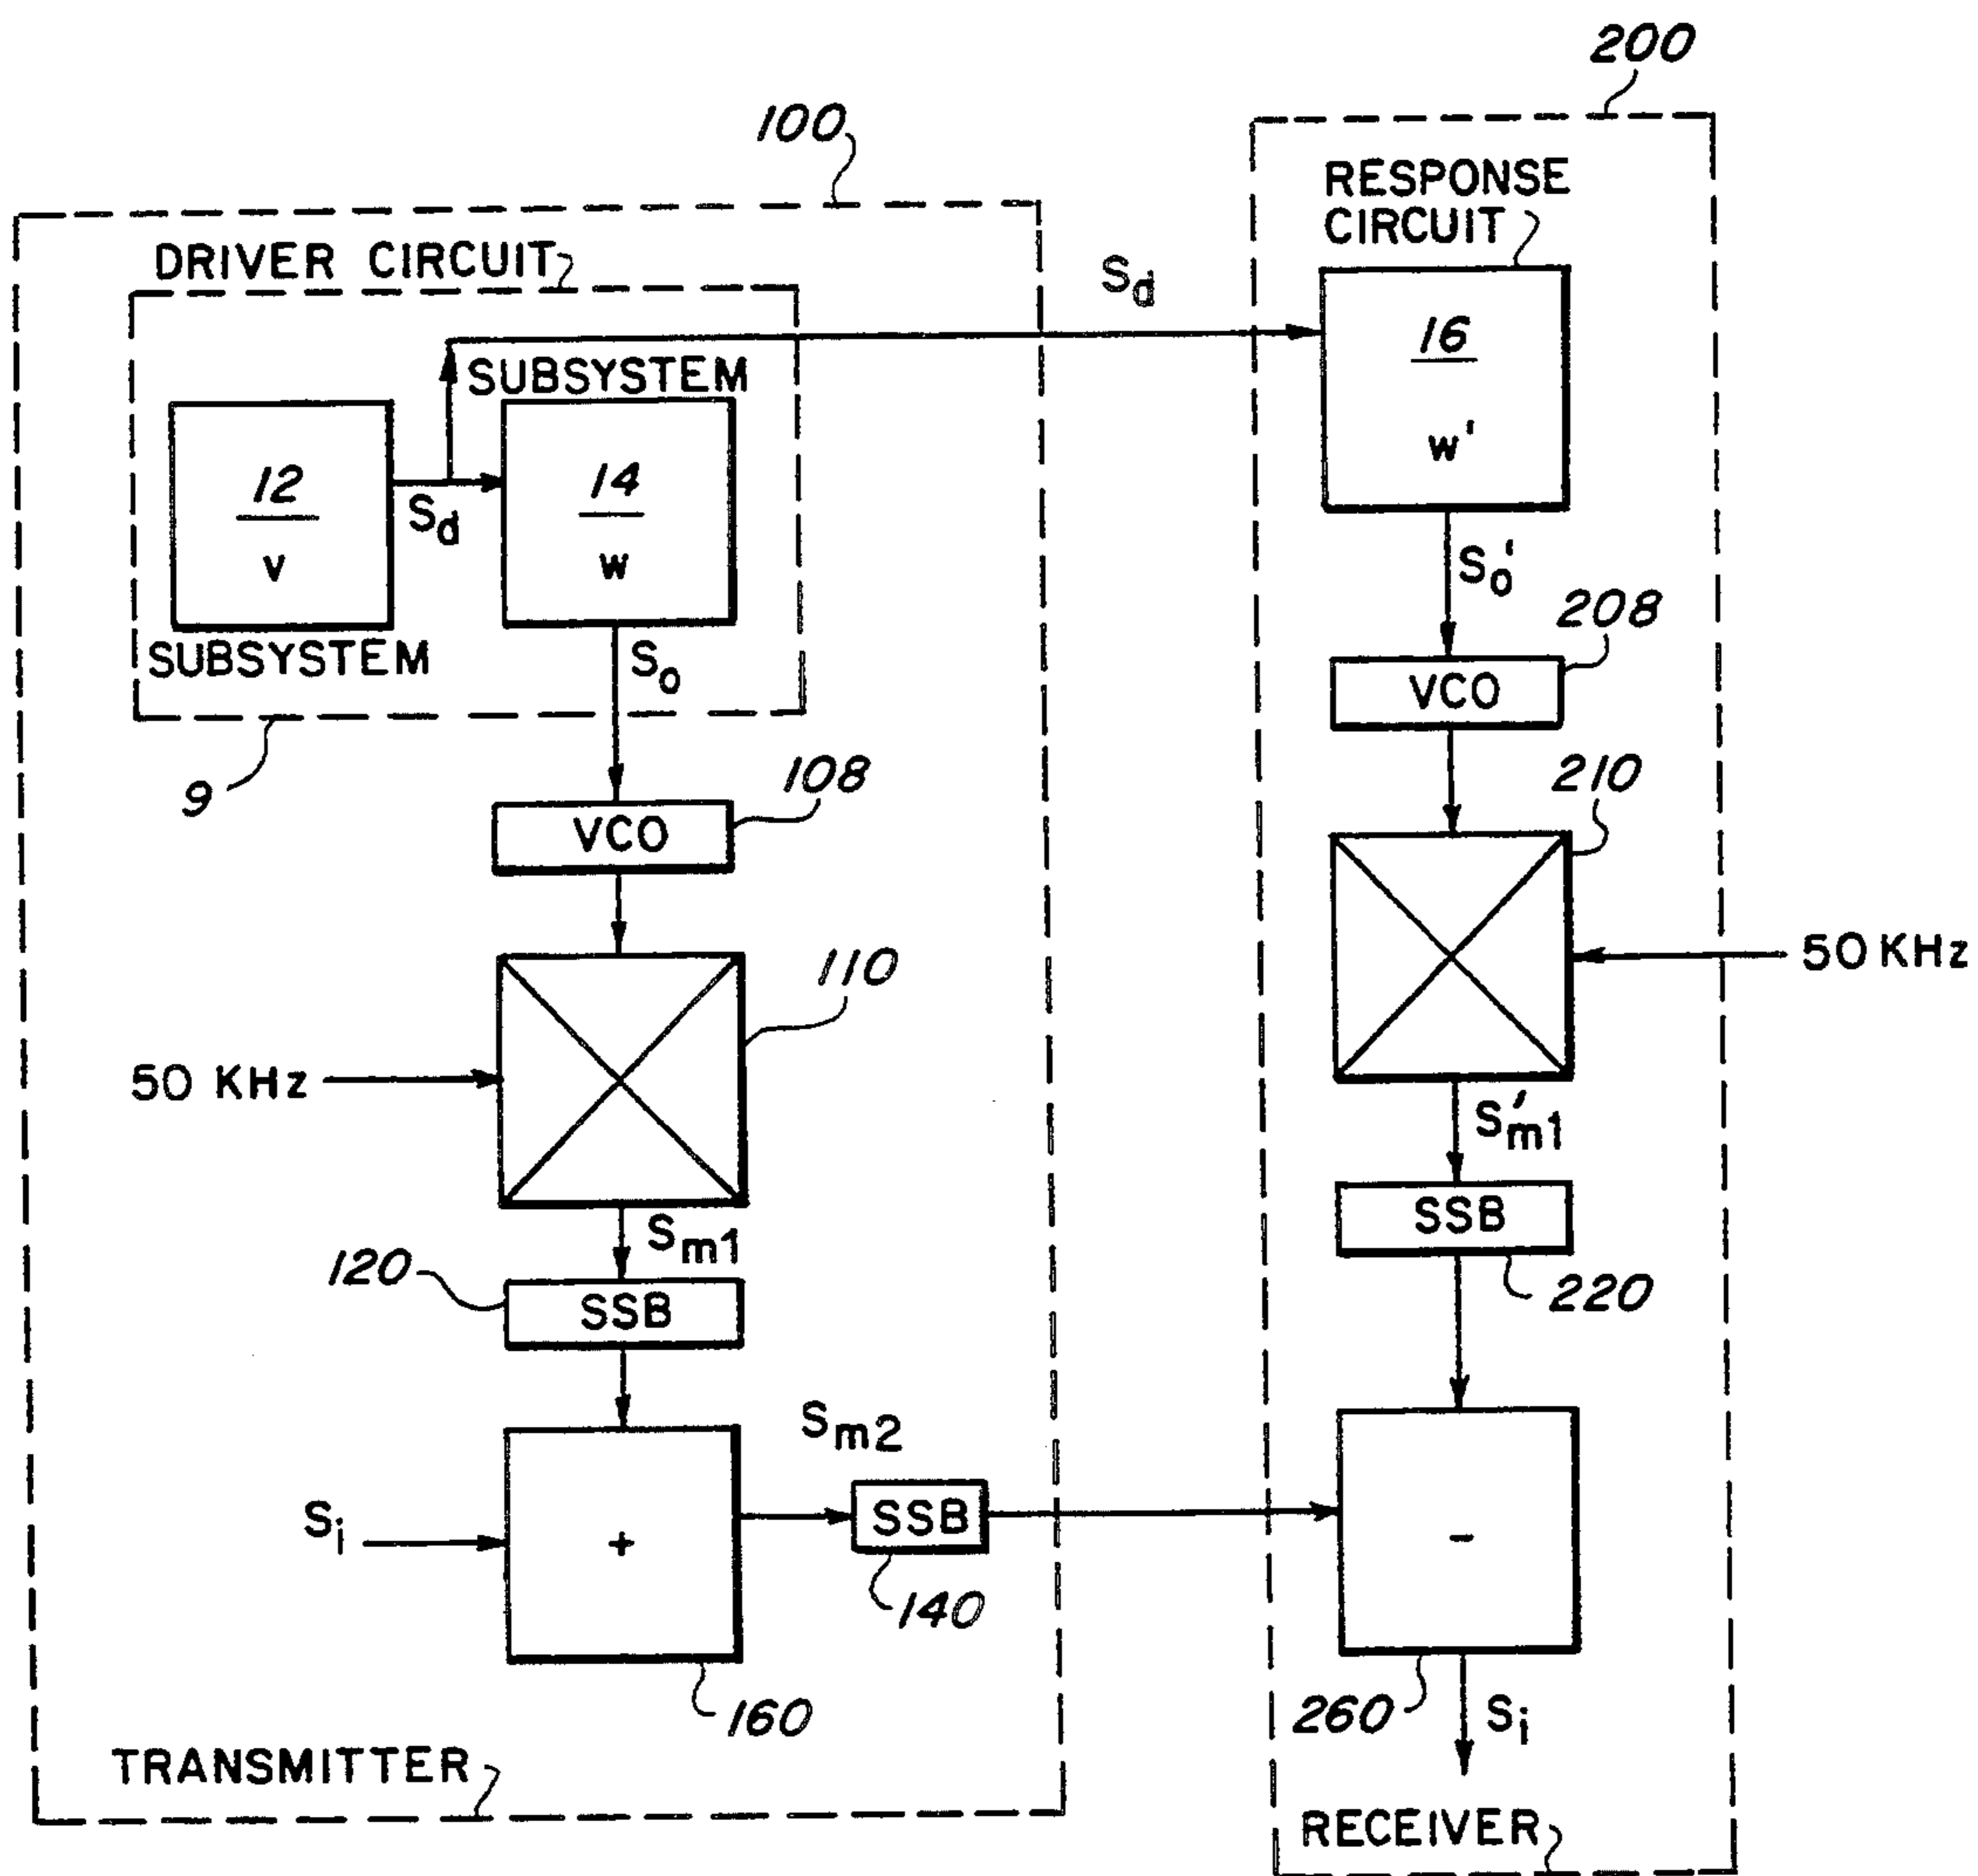 200
100
RESPONSE
CIRCUIT
DRIVER CIRCUIT
Sd
SUBSYSTEM
16
w'
12
v
Sd
14
w
SUBSYSTEM
So
So'
208
VCO
9
108
VCO
210
110
50 KHz
50 KHz
Sm1
S'm1
120
SSB
SSB
220
Sm2
Si
+
SSB
-
140
160
260
Si
TRANSMITTER
RECEIVER